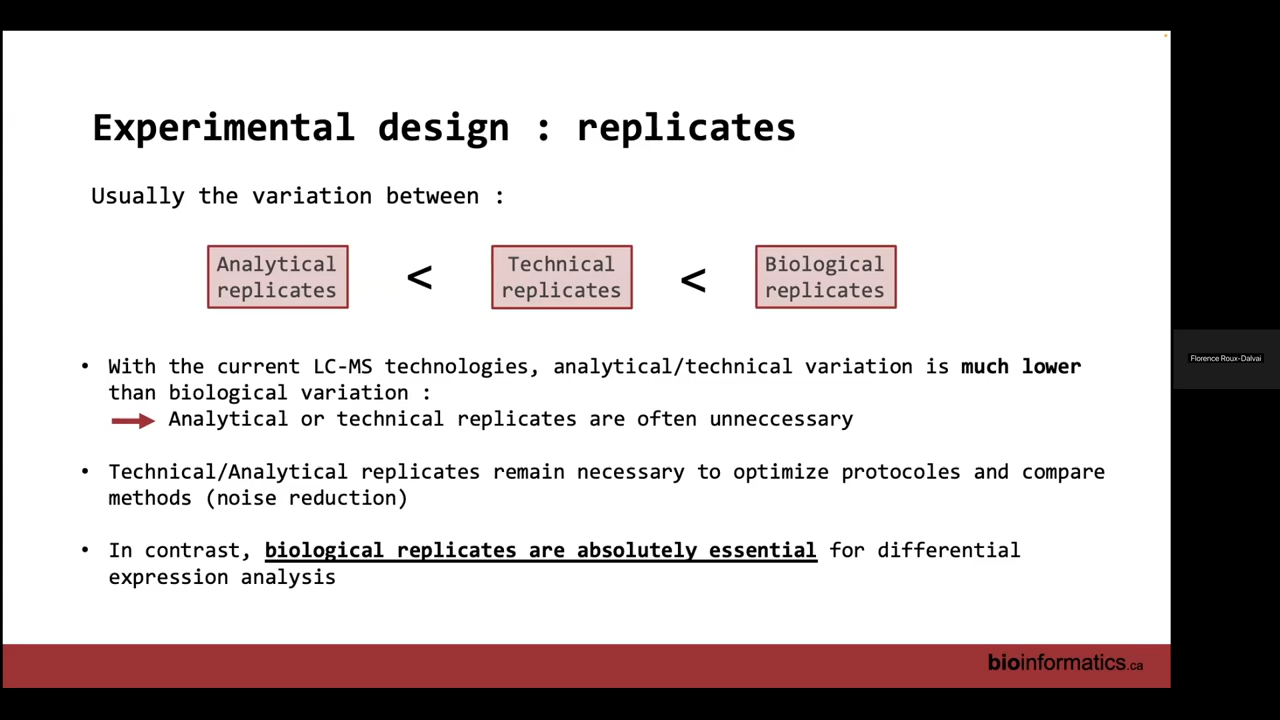 Experimental design : replicates
Usually the variation between :
Analytical
replicates
<
Technical
replicates
<
Biological
replicates
• With the current LC-MS technologies, analytical/technical variation is much lower
than biological variation :
Analytical or technical replicates are often unneccessary
• Technical/Analytical replicates remain necessary to optimize protocoles and compare
methods (noise reduction)
• In contrast, biological replicates are absolutely essential for differential
expression analysis
bioinformatics.ca
Florence Roux-Dalvai